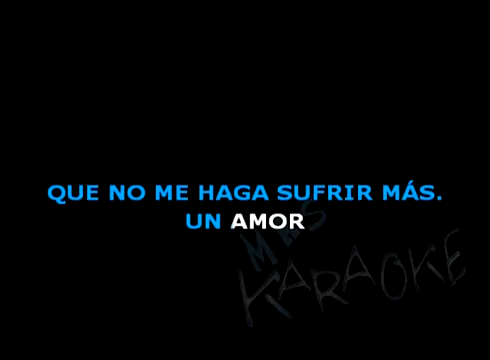 QUE NO ME HAGA SUFRIR MÁS.
UN AMOR
KARAOKE